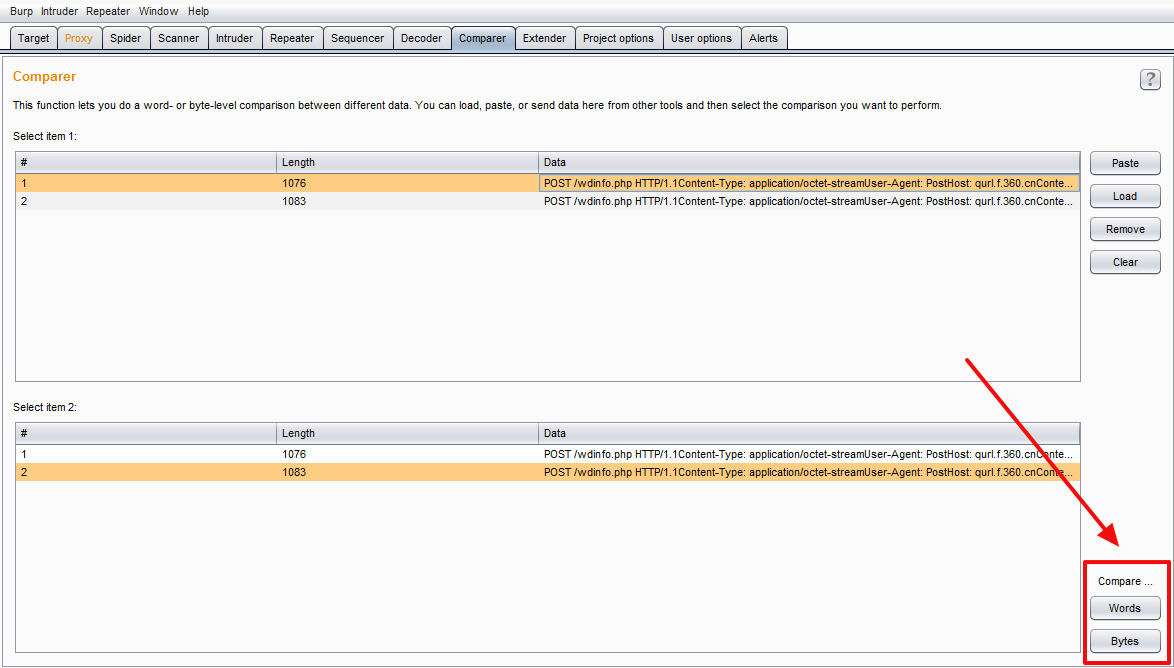 Burp Intruder Repeater Window Help
Target Proxy Spider Scanner Intruder Repeater Sequencer Decoder Comparer Extender Project options User options Alerts
Comparer
?
This function lets you do a word- or byte-level comparison between different data. You can load, paste, or send data here from other tools and then select the comparison you want to perform.
Select item 1:
# Length Data
1 1076 POST /wdinfo.php HTTP/1.1Content-Type: application/octet-streamUser-Agent: PostHost: qurl.f.360.cnConte...
2 1083 POST /wdinfo.php HTTP/1.1Content-Type: application/octet-streamUser-Agent: PostHost: qurl.f.360.cnConte...
Paste
Load
Remove
Clear
Select item 2:
# Length Data
1 1076 POST /wdinfo.php HTTP/1.1Content-Type: application/octet-streamUser-Agent: PostHost: qurl.f.360.cnConte...
2 1083 POST /wdinfo.php HTTP/1.1Content-Type: application/octet-streamUser-Agent: PostHost: qurl.f.360.cnConte...
Compare ...
Words
Bytes